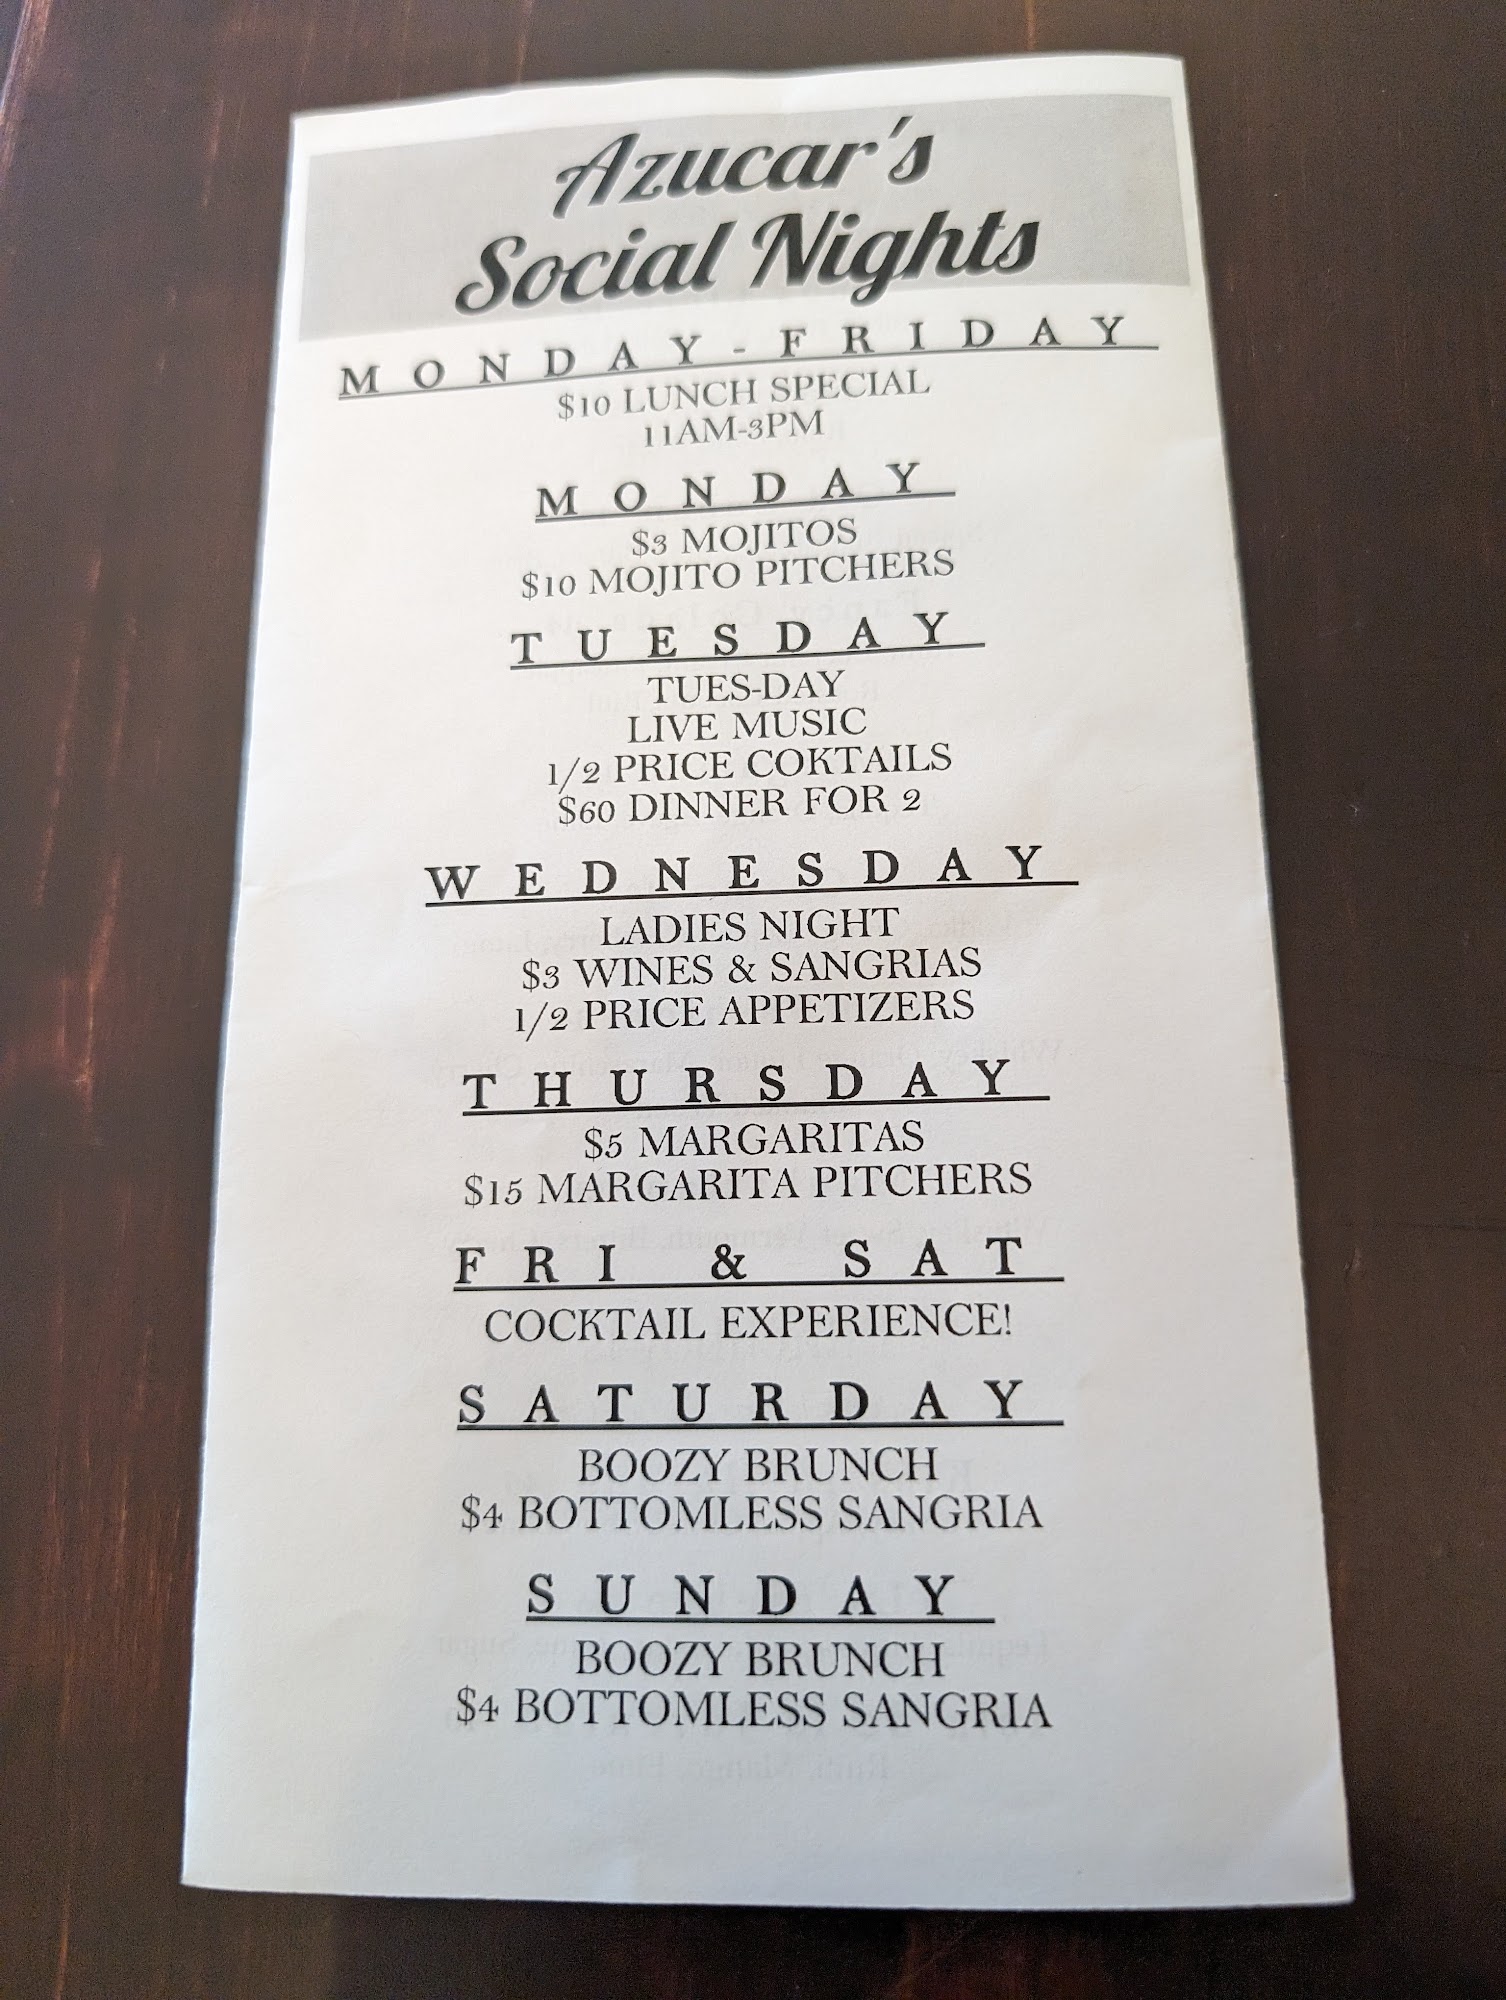 Azucar's
Social Nights
MONDAY-FRIDAY
$10 LUNCH SPECIAL
11AM-3PM
MONDAY
$3 MOJITOS
$10 MOJITO PITCHERS
TUESDAY
TUES-DAY
LIVE MUSIC
1/2 PRICE COKTAILS
$60 DINNER FOR 2
WEDNESDAY
LADIES NIGHT
$3 WINES & SANGRIAS
1/2 PRICE APPETIZERS
THURSDAY
$5 MARGARITAS
$15 MARGARITA PITCHERS
FRI & SAT
COCKTAIL EXPERIENCE!
SATURDAY
BOOZY BRUNCH
$4 BOTTOMLESS SANGRIA
SUNDAY
BOOZY BRUNCH
$4 BOTTOMLESS SANGRIA